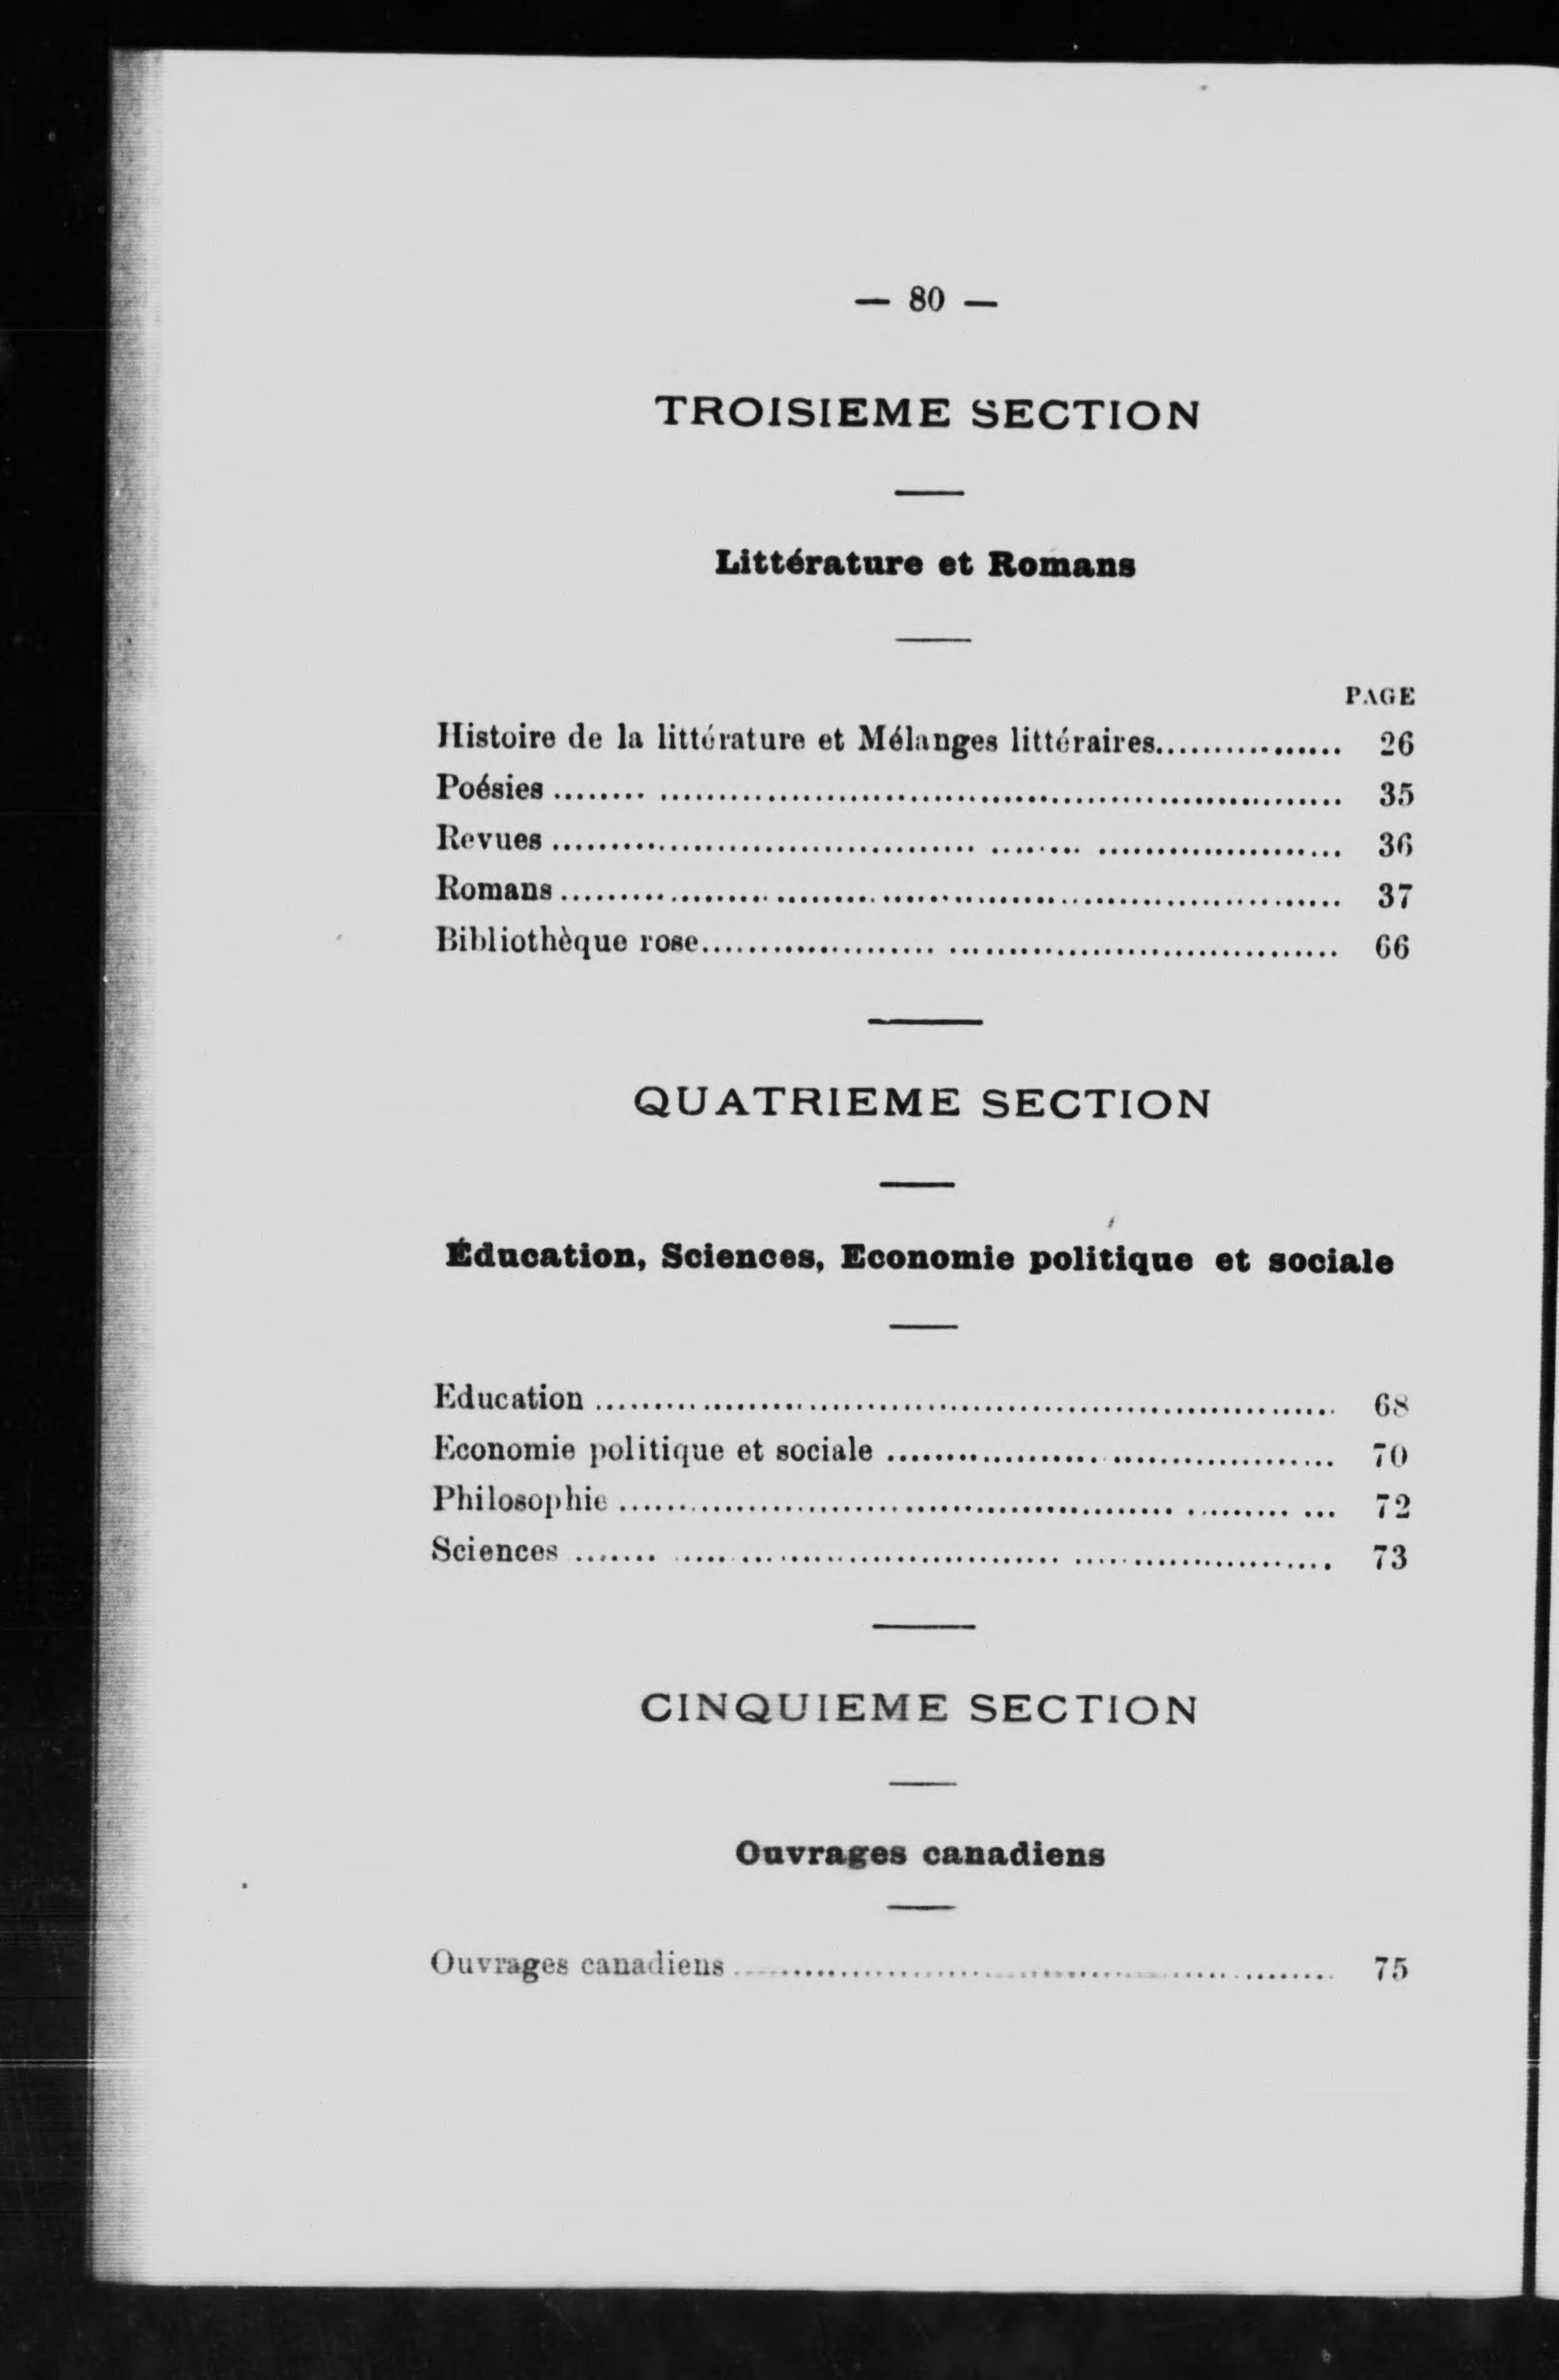 — 80 —
TROISIEME SECTION
Littérature et Romans
PAGE
Histoire de la littérature et Mélanges littéraires................. 26
Poésies ........ .......................................................... 35
Revues .................................... ......... ..................... 36
Romans.................................................................. 37
Bibliothèque rose.................... ................................. 66
QUATRIEME SECTION
Éducation, Sciences, Economie politique et sociale
Education ............................................................... 68
Economie politique et sociale ...................................... 70
Philosophie ............................................... ......... ... 72
Sciences ....... ..... ............................ ...................... 73
CINQUIEME SECTION
Ouvrages canadiens
Ouvrages canadiens .................................................. 75